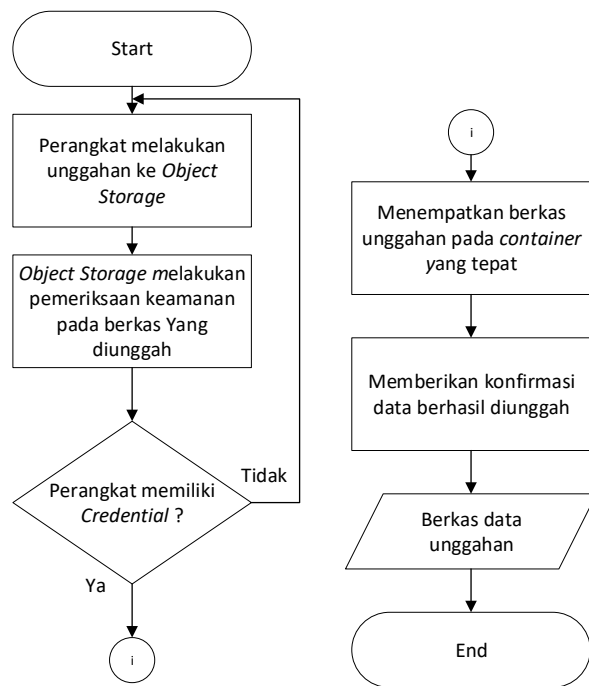 Start
Perangkat melakukan
unggahan ke Object
Storage
Object Storage melakukan
pemeriksaan keamanan
pada berkas Yang
diunggah
Perangkat memiliki
Credential ?
Tidak
Ya
i
i
Menempatkan berkas
unggahan pada container
yang tepat
Memberikan konfirmasi
data berhasil diunggah
Berkas data
unggahan
End